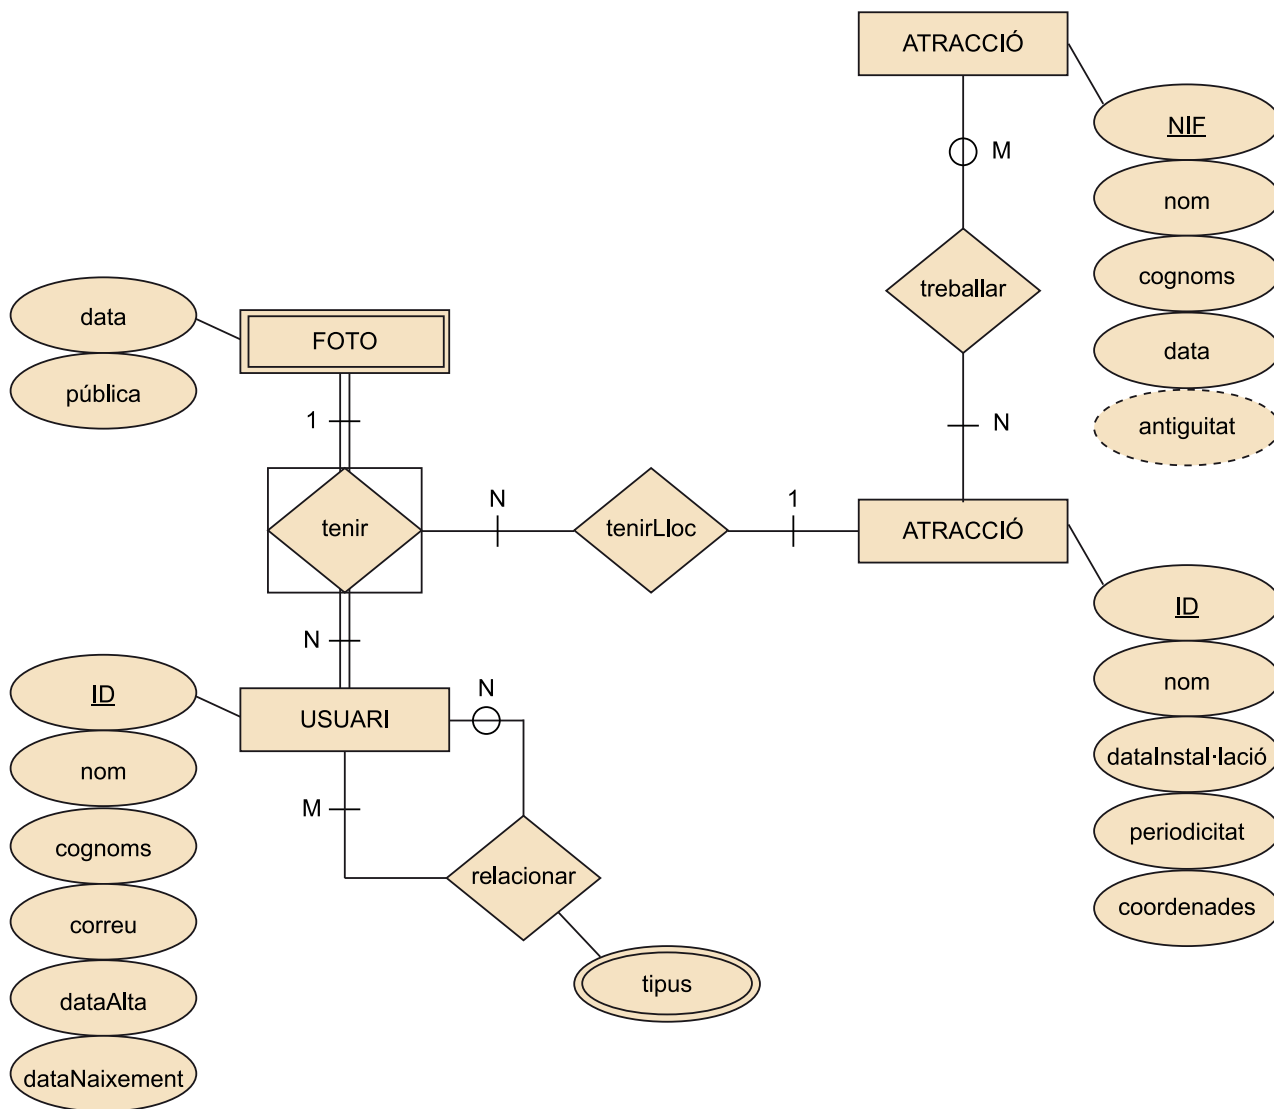 ATRACCIÓ
NIF
M
nom
cognoms
treballar
data
FOTO
data
pública
1
antiguitat
N
N
1
tenir
tenirLloc
ATRACCIÓ
ID
N
nom
ID
USUARI
N
nom
dataInstal·lació
M
periodicitat
cognoms
relacionar
coordenades
correu
tipus
dataAlta
dataNaixement